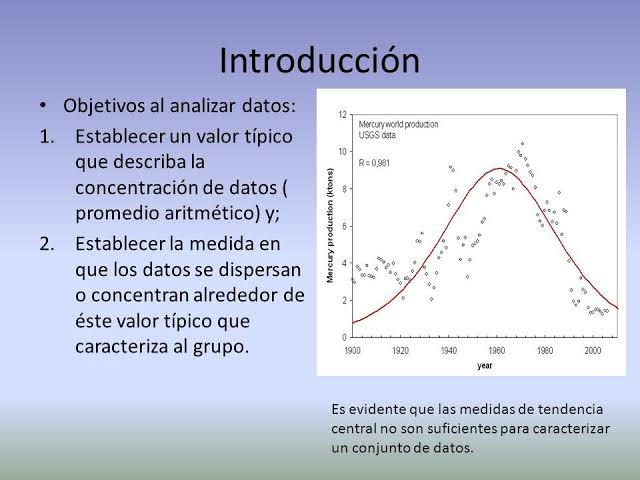 Introducción
• Objetivos al analizar datos:
1. Establecer un valor típico
que describa la
concentración de datos (
promedio aritmético) y;
2. Establecer la medida en
que los datos se dispersan
o concentran alrededor de
éste valor típico que
caracteriza al grupo.
Mercury world production
USGS data
R = 0,981
Mercury production (ktons)
12
10
8
6
4
2
0
1900 1920 1940 1960 1980 2000
year
Es evidente que las medidas de tendencia
central no son suficientes para caracterizar
un conjunto de datos.